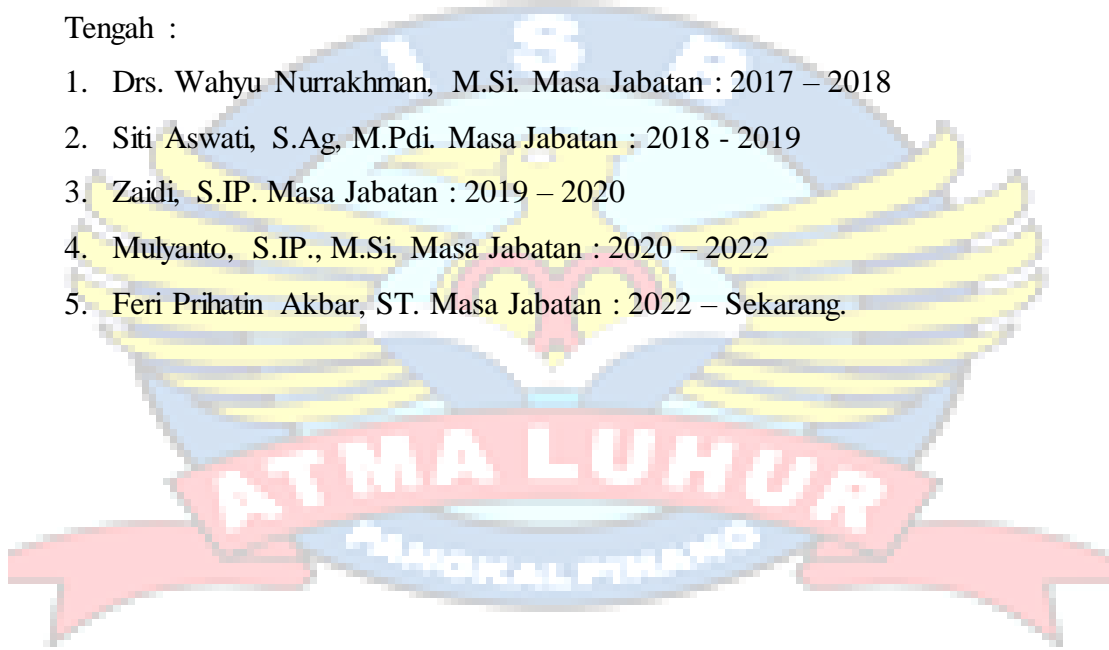 Tengah :
1. Drs. Wahyu Nurrakhman, M.Si. Masa Jabatan : 2017 – 2018
2. Siti Aswati, S.Ag, M.Pdi. Masa Jabatan : 2018 - 2019
3. Zaidi, S.IP. Masa Jabatan : 2019 – 2020
4. Mulyanto, S.IP., M.Si. Masa Jabatan : 2020 – 2022
5. Feri Prihatin Akbar, ST. Masa Jabatan : 2022 – Sekarang.
I S B
ATMA LUHUR
PANGKALPINANG